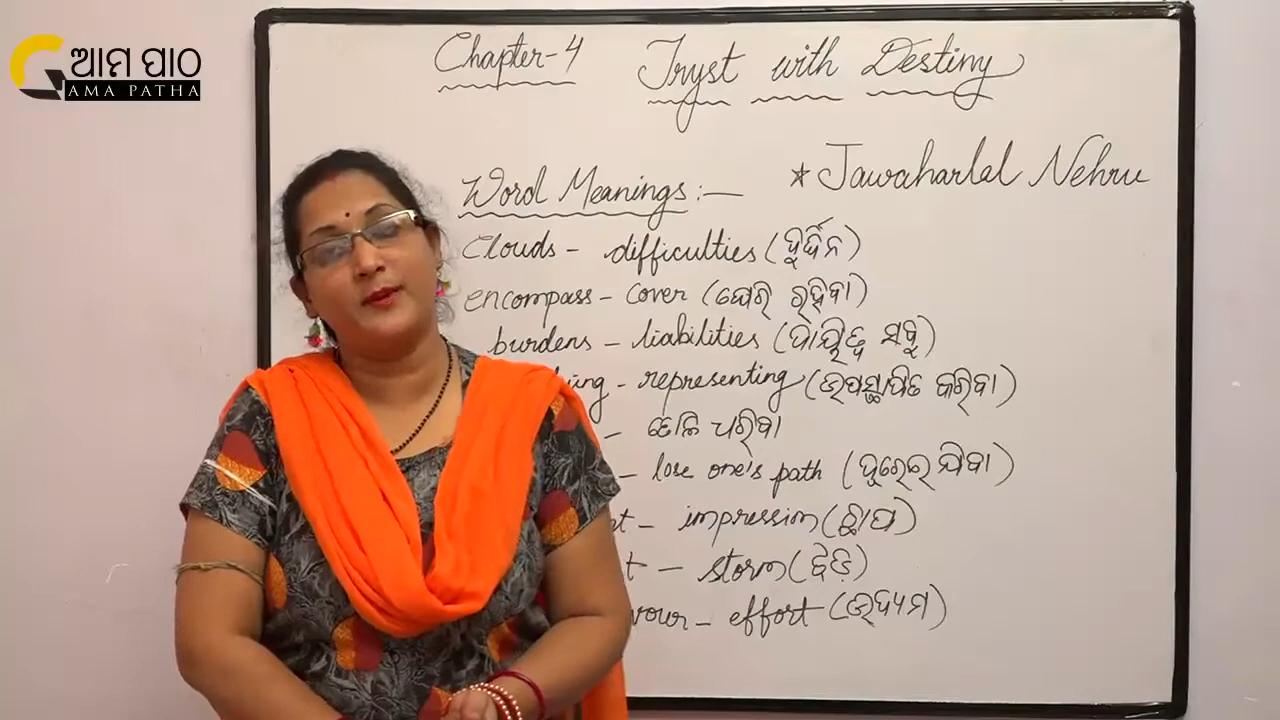 ଆମ ପାଠ
AMA PATHA
Chapter-4 Tryst with Destiny
* Jawaharlal Nehru
Word Meanings :—
Clouds - difficulties (ଦୁର୍ଦ୍ଦିନ)
encompass - cover (ଘେରି ରହିବା)
burdens - liabilities (ଦାୟିତ୍ୱ ସବୁ)
- representing (ଉପସ୍ଥାପିତ କରିବା)
- ତୋଳି ଧରିବା
- lose one's path (ଦୂରେଇ ଯିବା)
- impression (ଛାପ)
- storm (ଝଡ଼)
- effort (ଉଦ୍ୟମ)